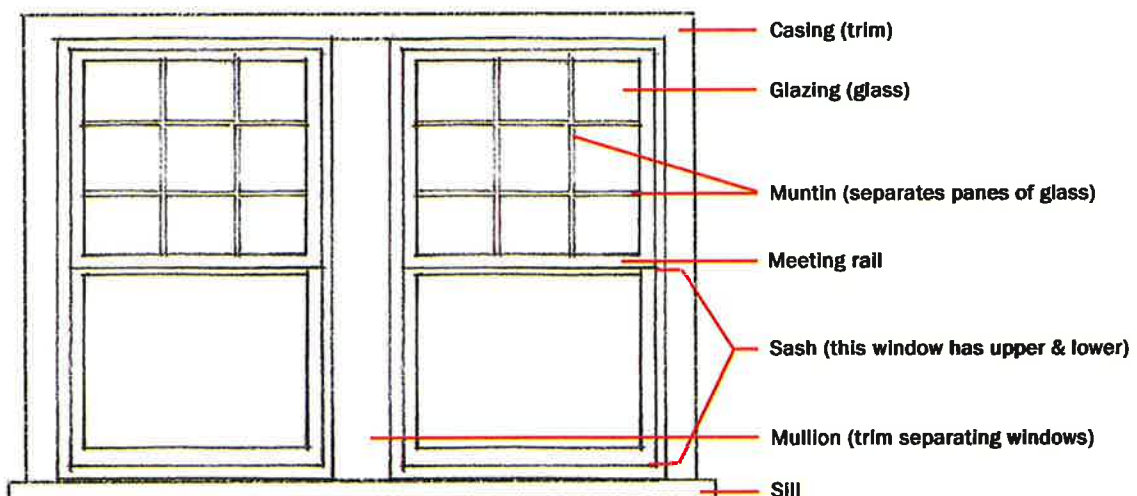 Casing (trim)
Glazing (glass)
Muntin (separates panes of glass)
Meeting rail
Sash (this window has upper & lower)
Mullion (trim separating windows)
Sill